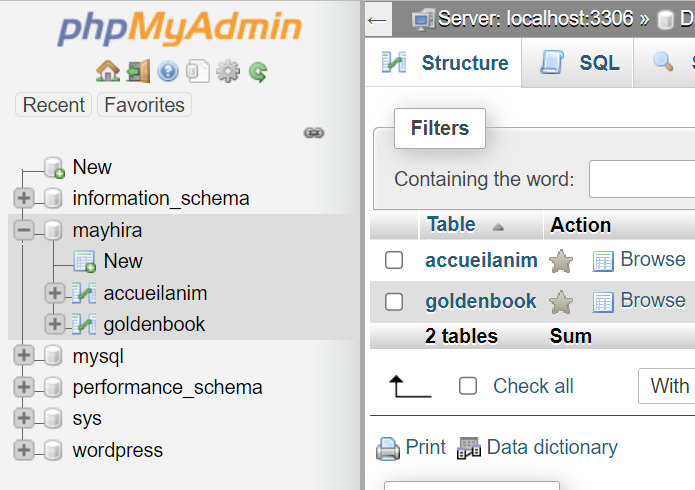 phpMyAdmin
Recent Favorites
New
information_schema
mayhira
New
accueilanim
goldenbook
mysql
performance_schema
sys
wordpress
Server: localhost:3306 »
Structure SQL
Filters
Containing the word:
Table Action
accueilanim Browse
goldenbook Browse
2 tables Sum
Check all With
Print Data dictionary